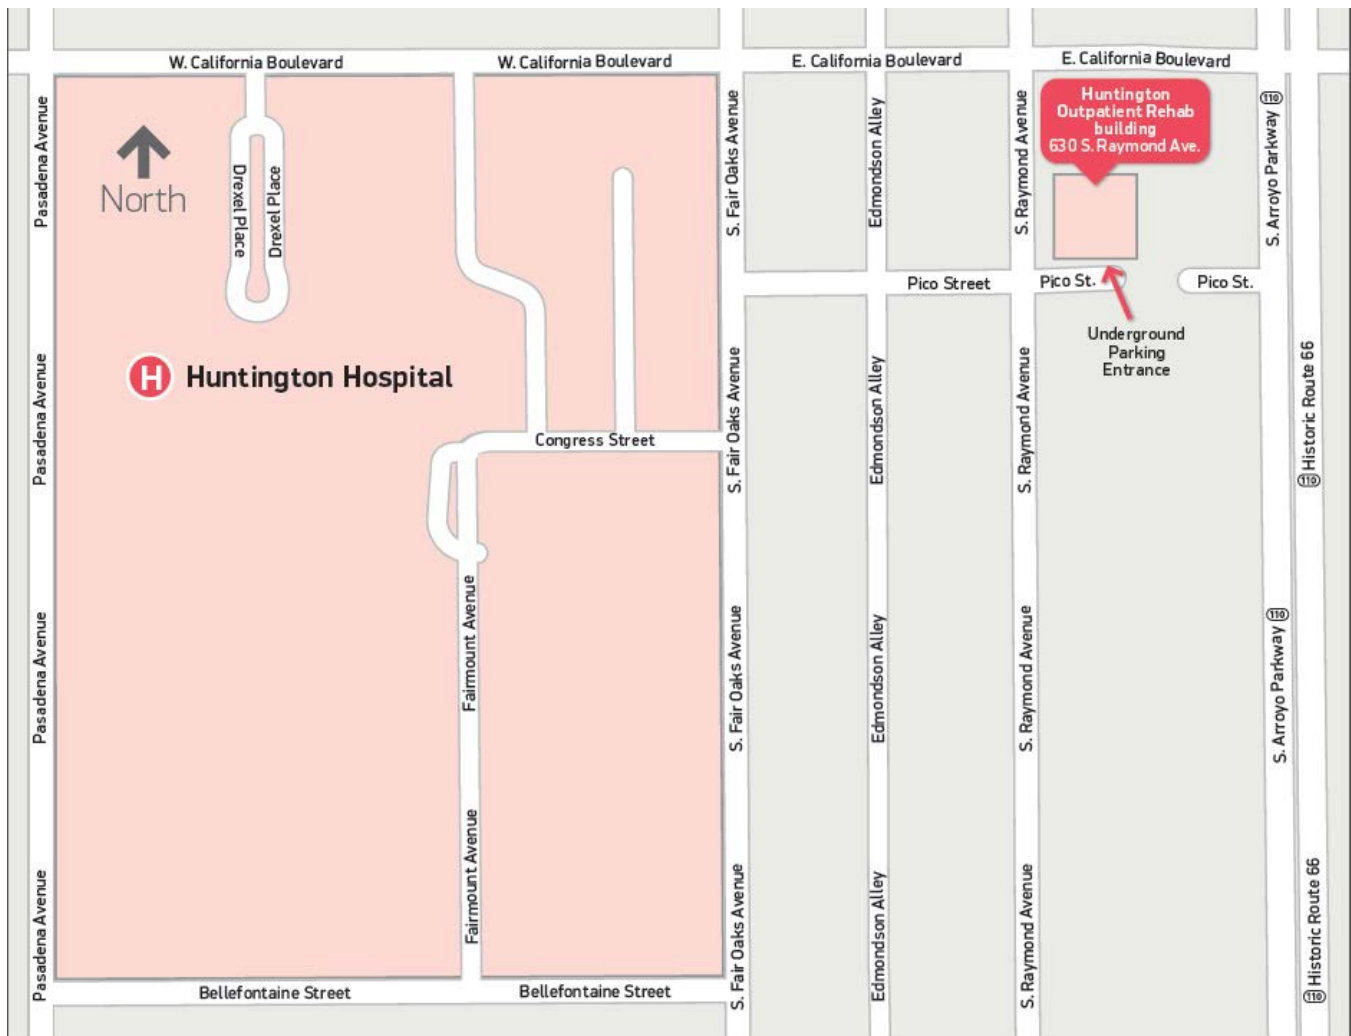 W. California Boulevard
W. California Boulevard
E. California Boulevard
E. California Boulevard
Pasadena Avenue
North
Drexel Place
Drexel Place
S. Fair Oaks Avenue
Edmondson Alley
S. Raymond Avenue
Huntington
Outpatient Rehab
building
630 S. Raymond Ave.
S. Arroyo Parkway 110
Pico Street
Pico St.
Pico St.
Underground
Parking
Entrance
Pasadena Avenue
H Huntington Hospital
Congress Street
S. Fair Oaks Avenue
Edmondson Alley
S. Raymond Avenue
110 Historic Route 66
Pasadena Avenue
Fairmount Avenue
S. Fair Oaks Avenue
Edmondson Alley
S. Raymond Avenue
S. Arroyo Parkway 110
Pasadena Avenue
Fairmount Avenue
S. Fair Oaks Avenue
Edmondson Alley
S. Raymond Avenue
110 Historic Route 66
Bellefontaine Street
Bellefontaine Street